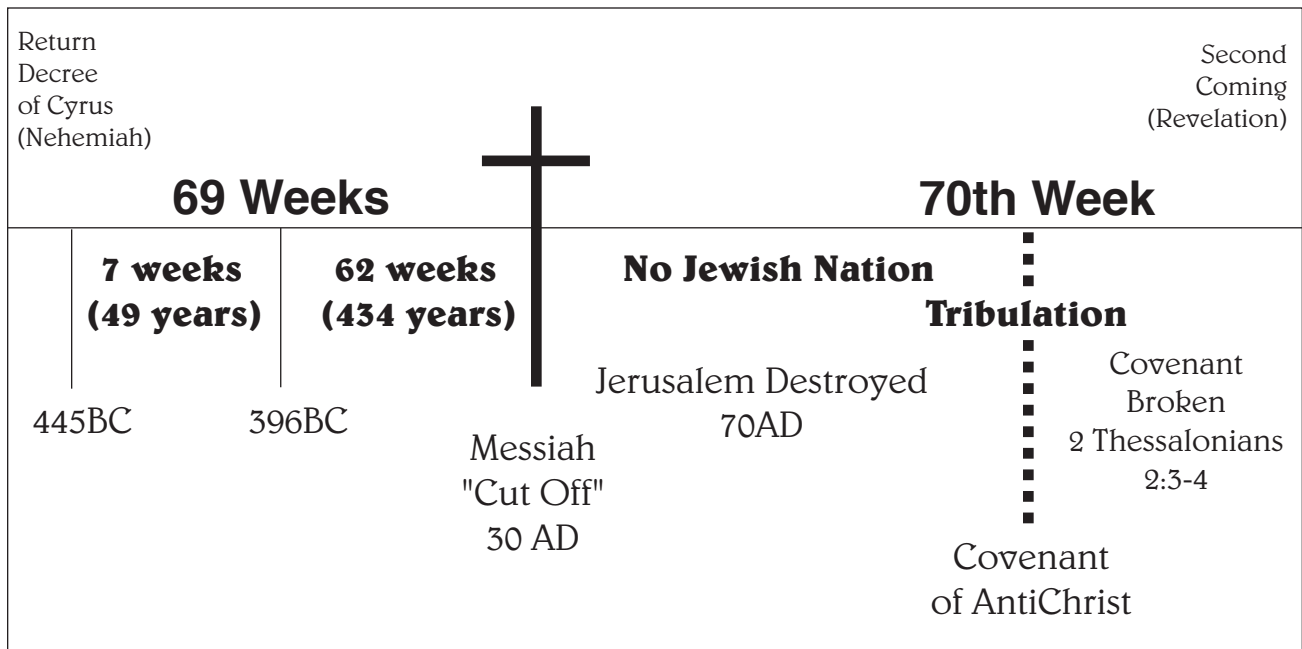 Return
Decree
of Cyrus
(Nehemiah)
Second
Coming
(Revelation)
69 Weeks
70th Week
7 weeks
(49 years)
62 weeks
(434 years)
No Jewish Nation
Tribulation
445BC
396BC
Messiah
"Cut Off"
30 AD
Jerusalem Destroyed
70AD
Covenant
Broken
2 Thessalonians
2:3-4
Covenant
of AntiChrist